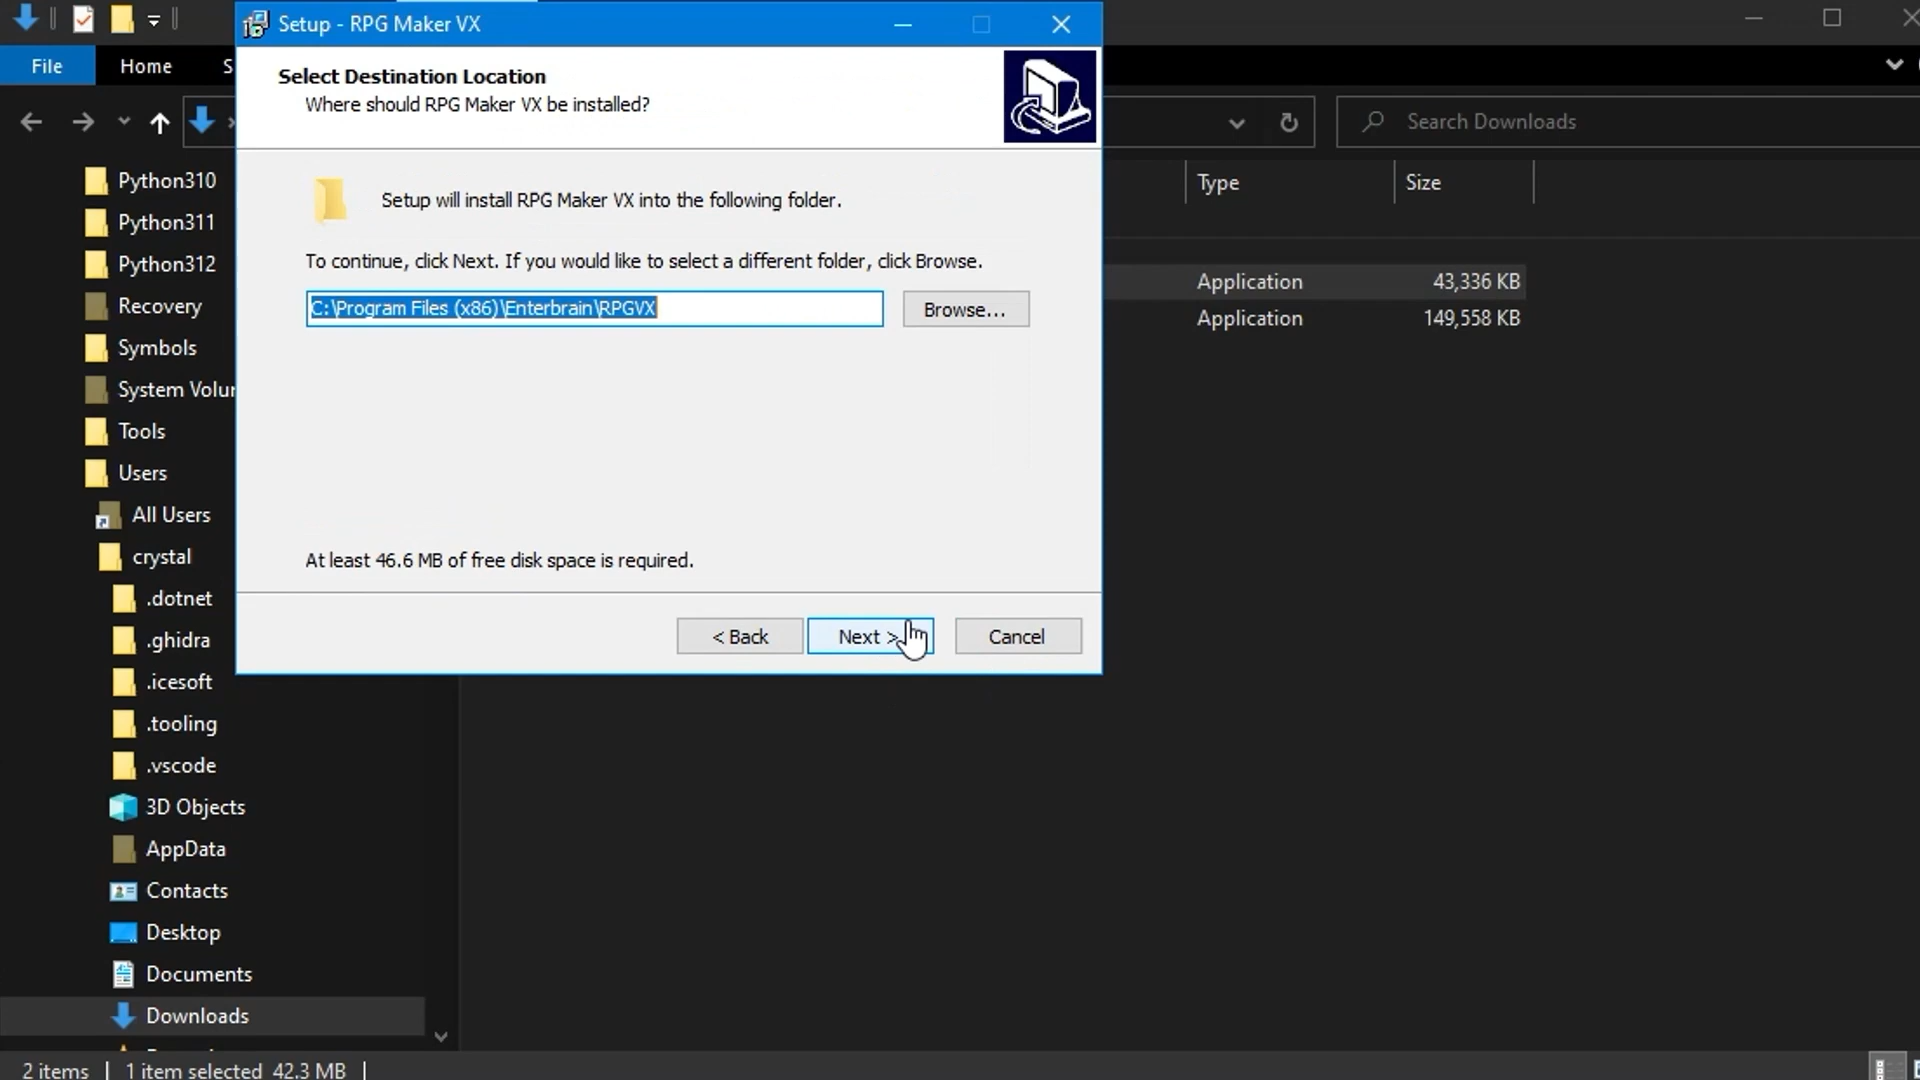 Setup - RPG Maker VX
File
Home
S
Select Destination Location
Where should RPG Maker VX be installed?
Search Downloads
Type
Size
Setup will install RPG Maker VX into the following folder.
To continue, click Next. If you would like to select a different folder, click Browse.
C:\Program Files (x86)\Enterbrain\RPGVX
Browse...
Application
43,336 KB
Application
149,558 KB
At least 46.6 MB of free disk space is required.
< Back
Next >
Cancel
Python310
Python311
Python312
Recovery
Symbols
System Volu
Tools
Users
All Users
crystal
.dotnet
.ghidra
.icesoft
.tooling
.vscode
3D Objects
AppData
Contacts
Desktop
Documents
Downloads
2 items
1 item selected 42.3 MB